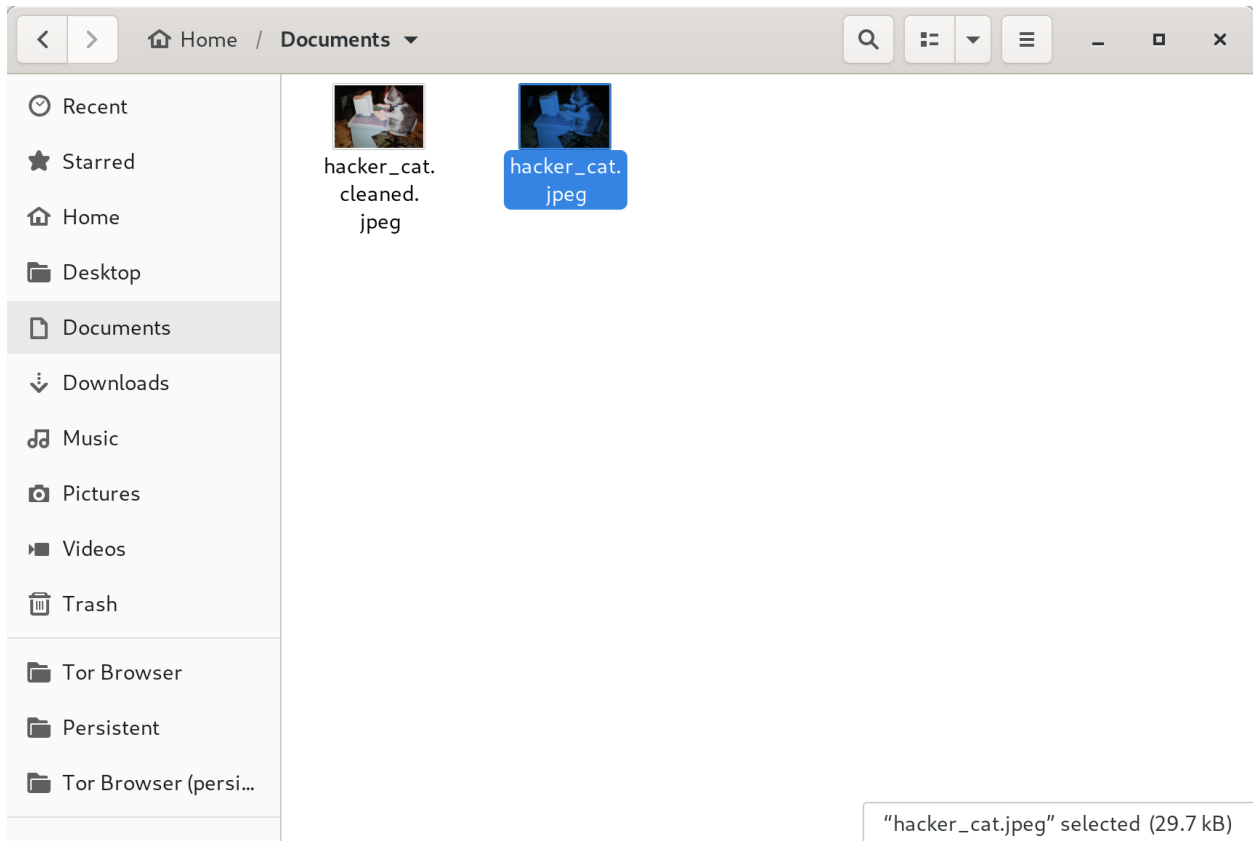 Home / Documents
Recent
Starred
Home
Desktop
Documents
Downloads
Music
Pictures
Videos
Trash
Tor Browser
Persistent
Tor Browser (persi...
hacker_cat.
cleaned.
jpeg
hacker_cat.
jpeg
“hacker_cat.jpeg” selected (29.7 kB)